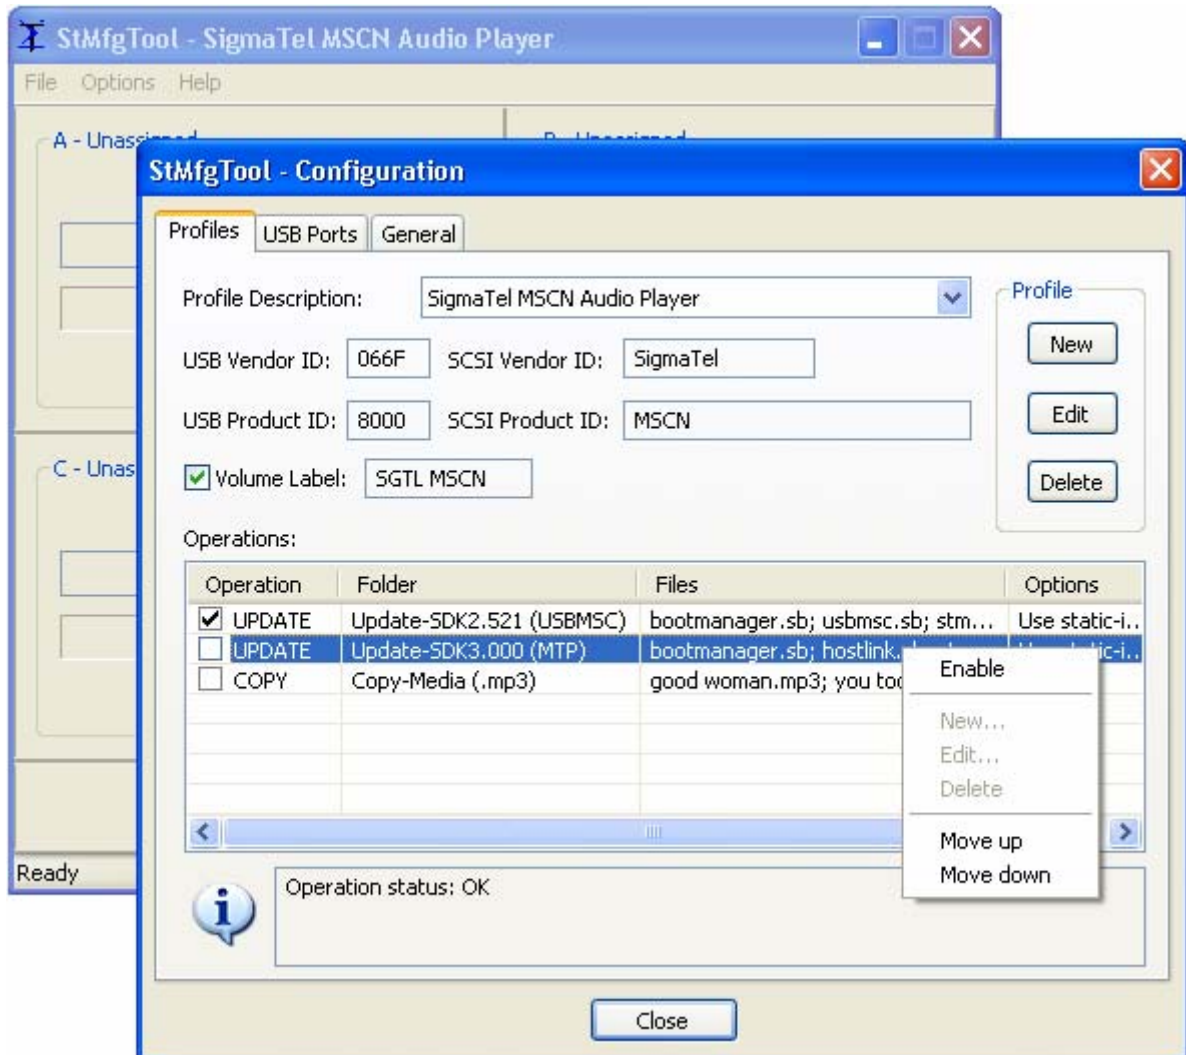 StMfgTool - SigmaTel MSCN Audio Player
File Options Help
A - Unassigned
B - Unassigned
StMfgTool - Configuration
Profiles USB Ports General
Profile Description: SigmaTel MSCN Audio Player
Profile
New
USB Vendor ID: 066F SCSI Vendor ID: SigmaTel
USB Product ID: 8000 SCSI Product ID: MSCN
Edit
C - Unas
Volume Label: SGTL MSCN
Delete
Operations:
Operation Folder Files Options
UPDATE Update-SDK2.521 (USBMSC) bootmanager.sb; usbmsc.sb; stm... Use static-i..
UPDATE Update-SDK3.000 (MTP) bootmanager.sb; hostlink.
COPY Copy-Media (.mp3) good woman.mp3; you too
Enable
New...
Edit...
Delete
Move up
Move down
Ready
Operation status: OK
Close